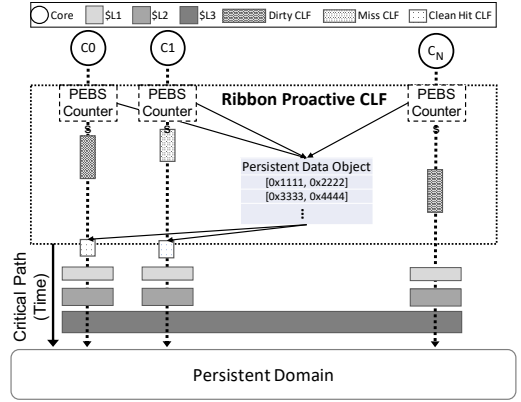 Core $L1 $L2 $L3 Dirty CLF Miss CLF Clean Hit CLF
C0 C1 CN
PEBS Counter
PEBS Counter
PEBS Counter
Ribbon Proactive CLF
s s s
Persistent Data Object
[0x1111, 0x2222]
[0x3333, 0x4444]
⋮
Critical Path
(Time)
Persistent Domain